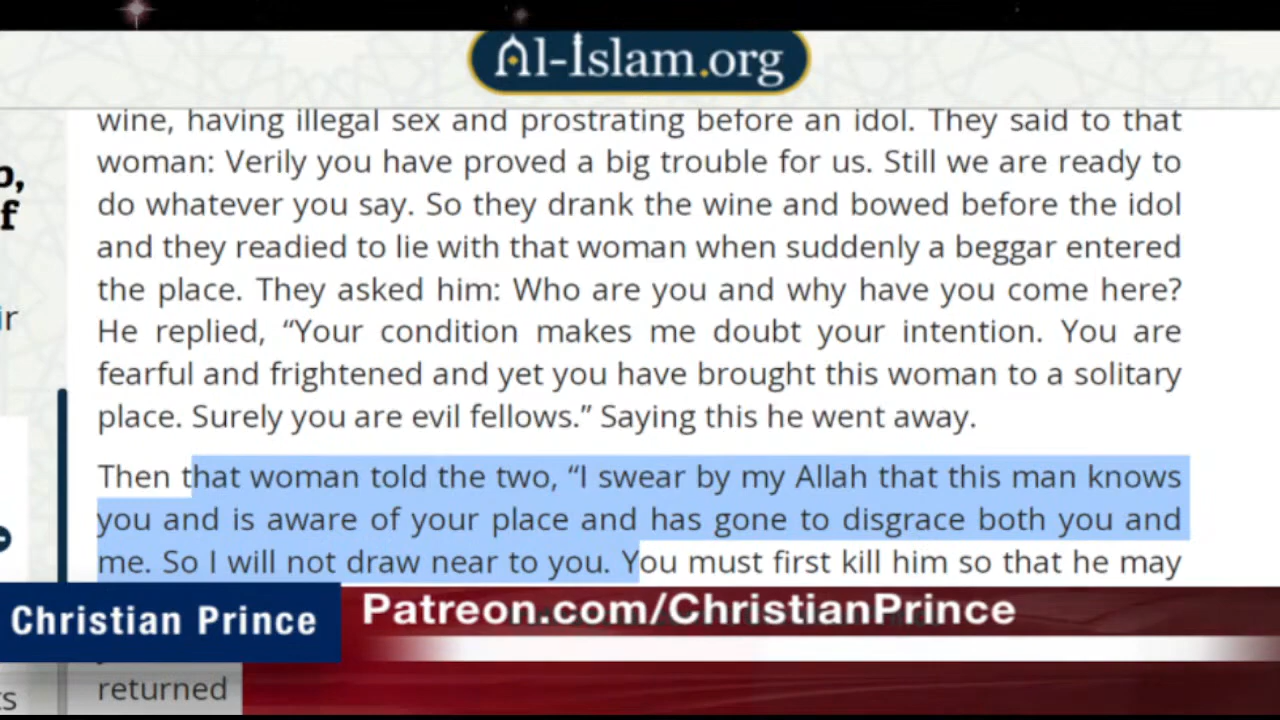 Al-Islam.org
wine, having illegal sex and prostrating before an idol. They said to that
woman: Verily you have proved a big trouble for us. Still we are ready to
do whatever you say. So they drank the wine and bowed before the idol
and they readied to lie with that woman when suddenly a beggar entered
the place. They asked him: Who are you and why have you come here?
He replied, “Your condition makes me doubt your intention. You are
fearful and frightened and yet you have brought this woman to a solitary
place. Surely you are evil fellows.” Saying this he went away.
Then that woman told the two, “I swear by my Allah that this man knows
you and is aware of your place and has gone to disgrace both you and
me. So I will not draw near to you. You must first kill him so that he may
Christian Prince
Patreon.com/ChristianPrince
returned